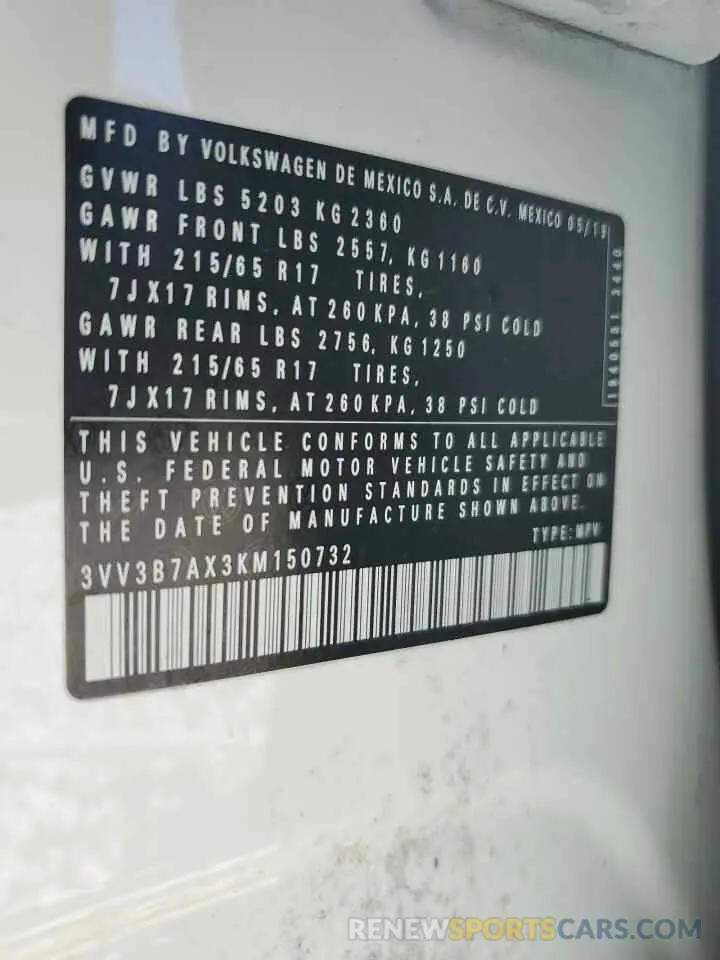 MFD BY VOLKSWAGEN DE MEXICO S.A. DE C.V. MEXICO 05/19
GVWR LBS 5203 KG 2360
GAWR FRONT LBS 2557, KG 1160
WITH 215/65 R17 TIRES,
7JX17 RIMS, AT 260 KPA, 38 PSI COLD
GAWR REAR LBS 2756, KG 1250
WITH 215/65 R17 TIRES,
7JX17 RIMS, AT 260 KPA, 38 PSI COLD
THIS VEHICLE CONFORMS TO ALL APPLICABLE
U.S. FEDERAL MOTOR VEHICLE SAFETY AND
THEFT PREVENTION STANDARDS IN EFFECT ON
THE DATE OF MANUFACTURE SHOWN ABOVE.
TYPE: MPV
3VV3B7AX3KM150732
RENEWSPORTSCARS.COM